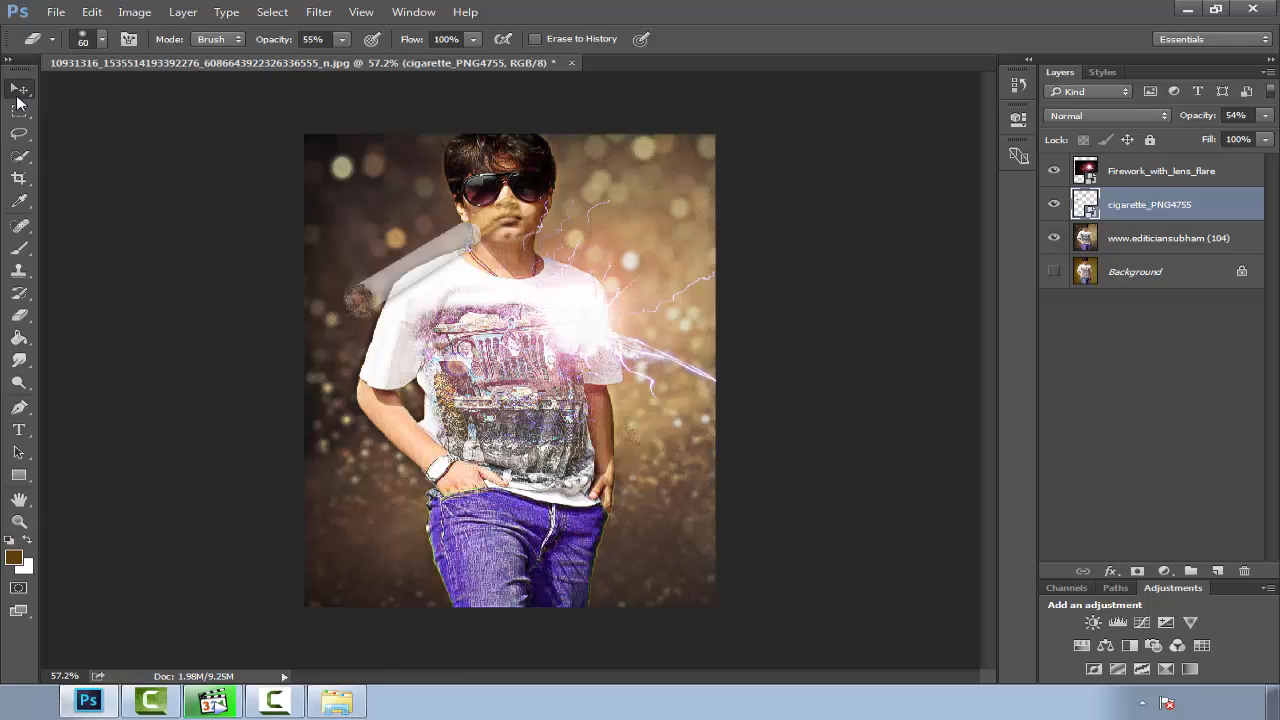 Ps File Edit Image Layer Type Select Filter View Window Help
60 Mode: Brush Opacity: 55% Flow: 100% Erase to History Essentials
10931316_1535514193392276_6086643922326336555_n.jpg @ 57.2% (cigarette_PNG4755, RGB/8) *
Layers Styles
Kind
Normal Opacity: 54%
Lock: Fill: 100%
Firework_with_lens_flare
cigarette_PNG4755
www.editiciansubham (104)
Background
Channels Paths Adjustments
Add an adjustment
57.2% Doc: 1.98M/9.25M
Ps